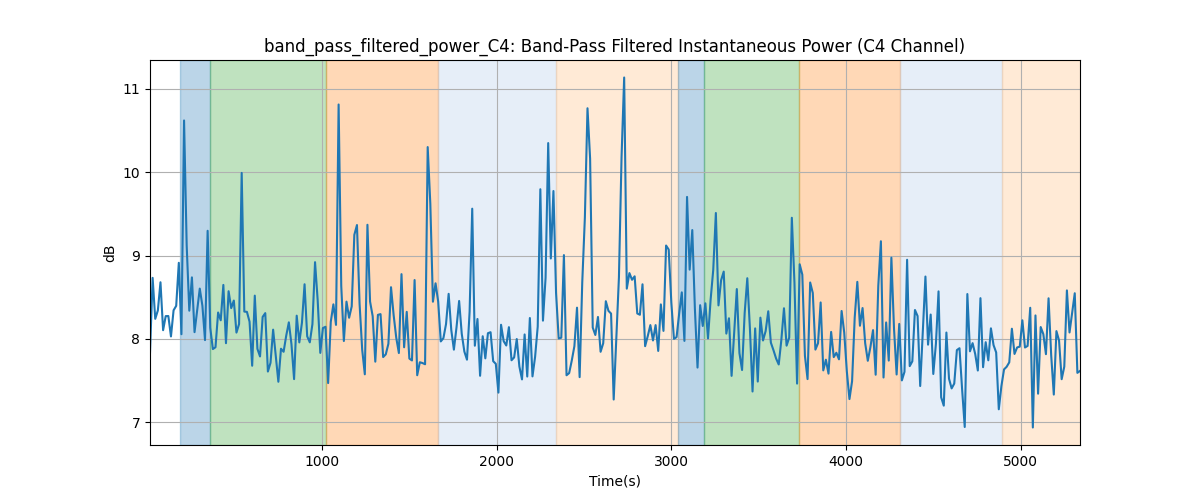 band_pass_filtered_power_C4: Band-Pass Filtered Instantaneous Power (C4 Channel)
11
10
9
8
7
dB
1000 2000 3000 4000 5000
Time(s)